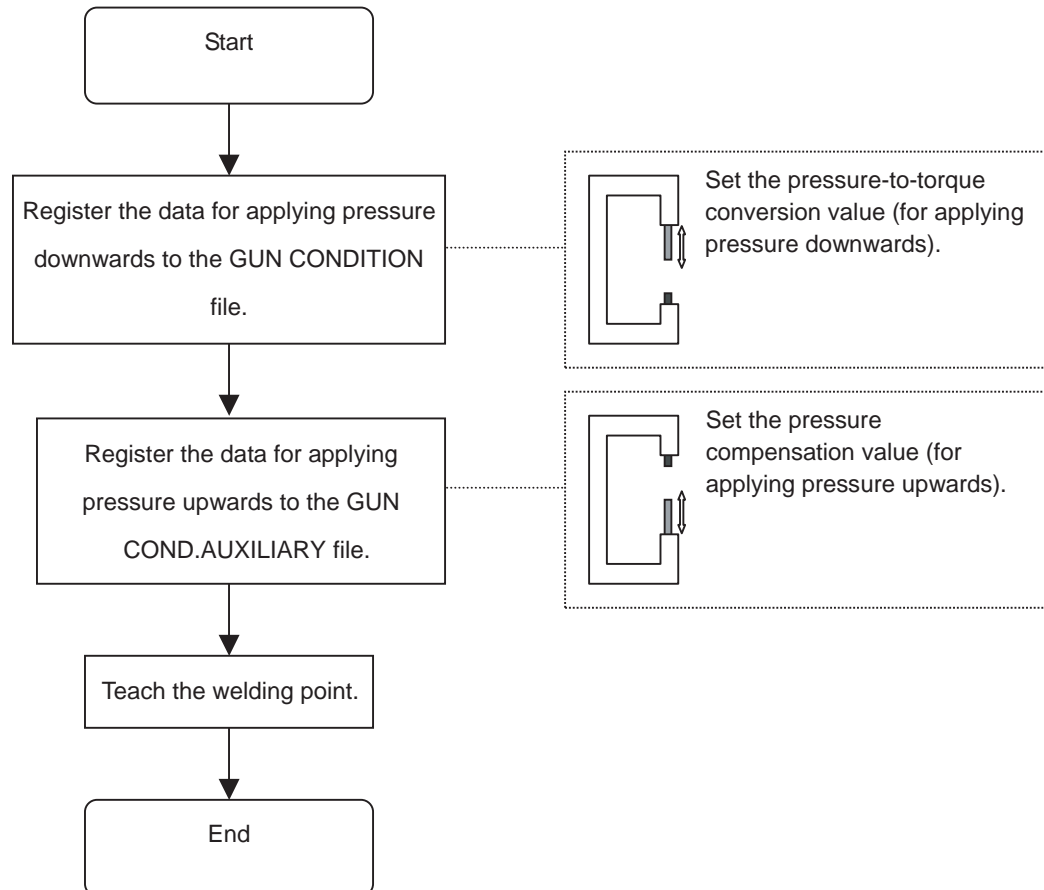 Start
Register the data for applying pressure
downwards to the GUN CONDITION
file.
Set the pressure-to-torque
conversion value (for applying
pressure downwards).
Register the data for applying
pressure upwards to the GUN
COND.AUXILIARY file.
Set the pressure
compensation value (for
applying pressure upwards).
Teach the welding point.
End